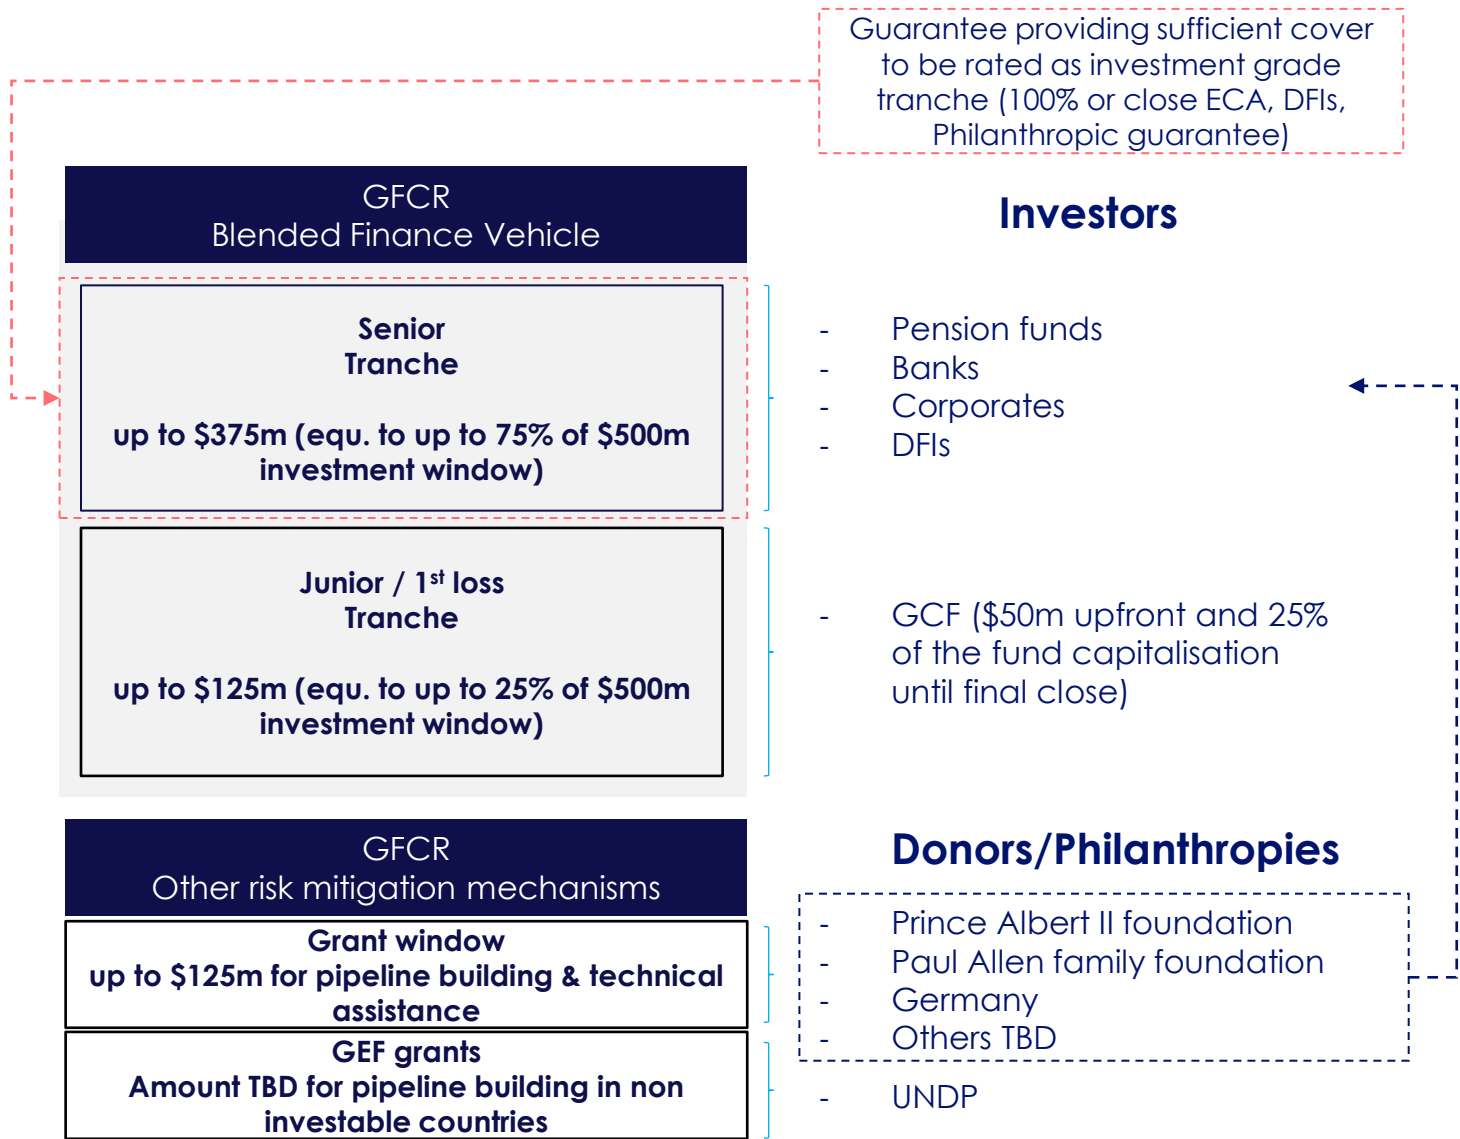 Guarantee providing sufficient cover
to be rated as investment grade
tranche (100% or close ECA, DFIs,
Philanthropic guarantee)
GFCR
Blended Finance Vehicle
Investors
Senior
Tranche
up to $375m (equ. to up to 75% of $500m
investment window)
- Pension funds
- Banks
- Corporates
- DFIs
Junior / 1st loss
Tranche
up to $125m (equ. to up to 25% of $500m
investment window)
- GCF ($50m upfront and 25%
of the fund capitalisation
until final close)
GFCR
Other risk mitigation mechanisms
Donors/Philanthropies
Grant window
up to $125m for pipeline building & technical
assistance
- Prince Albert II foundation
- Paul Allen family foundation
- Germany
- Others TBD
GEF grants
Amount TBD for pipeline building in non
investable countries
- UNDP